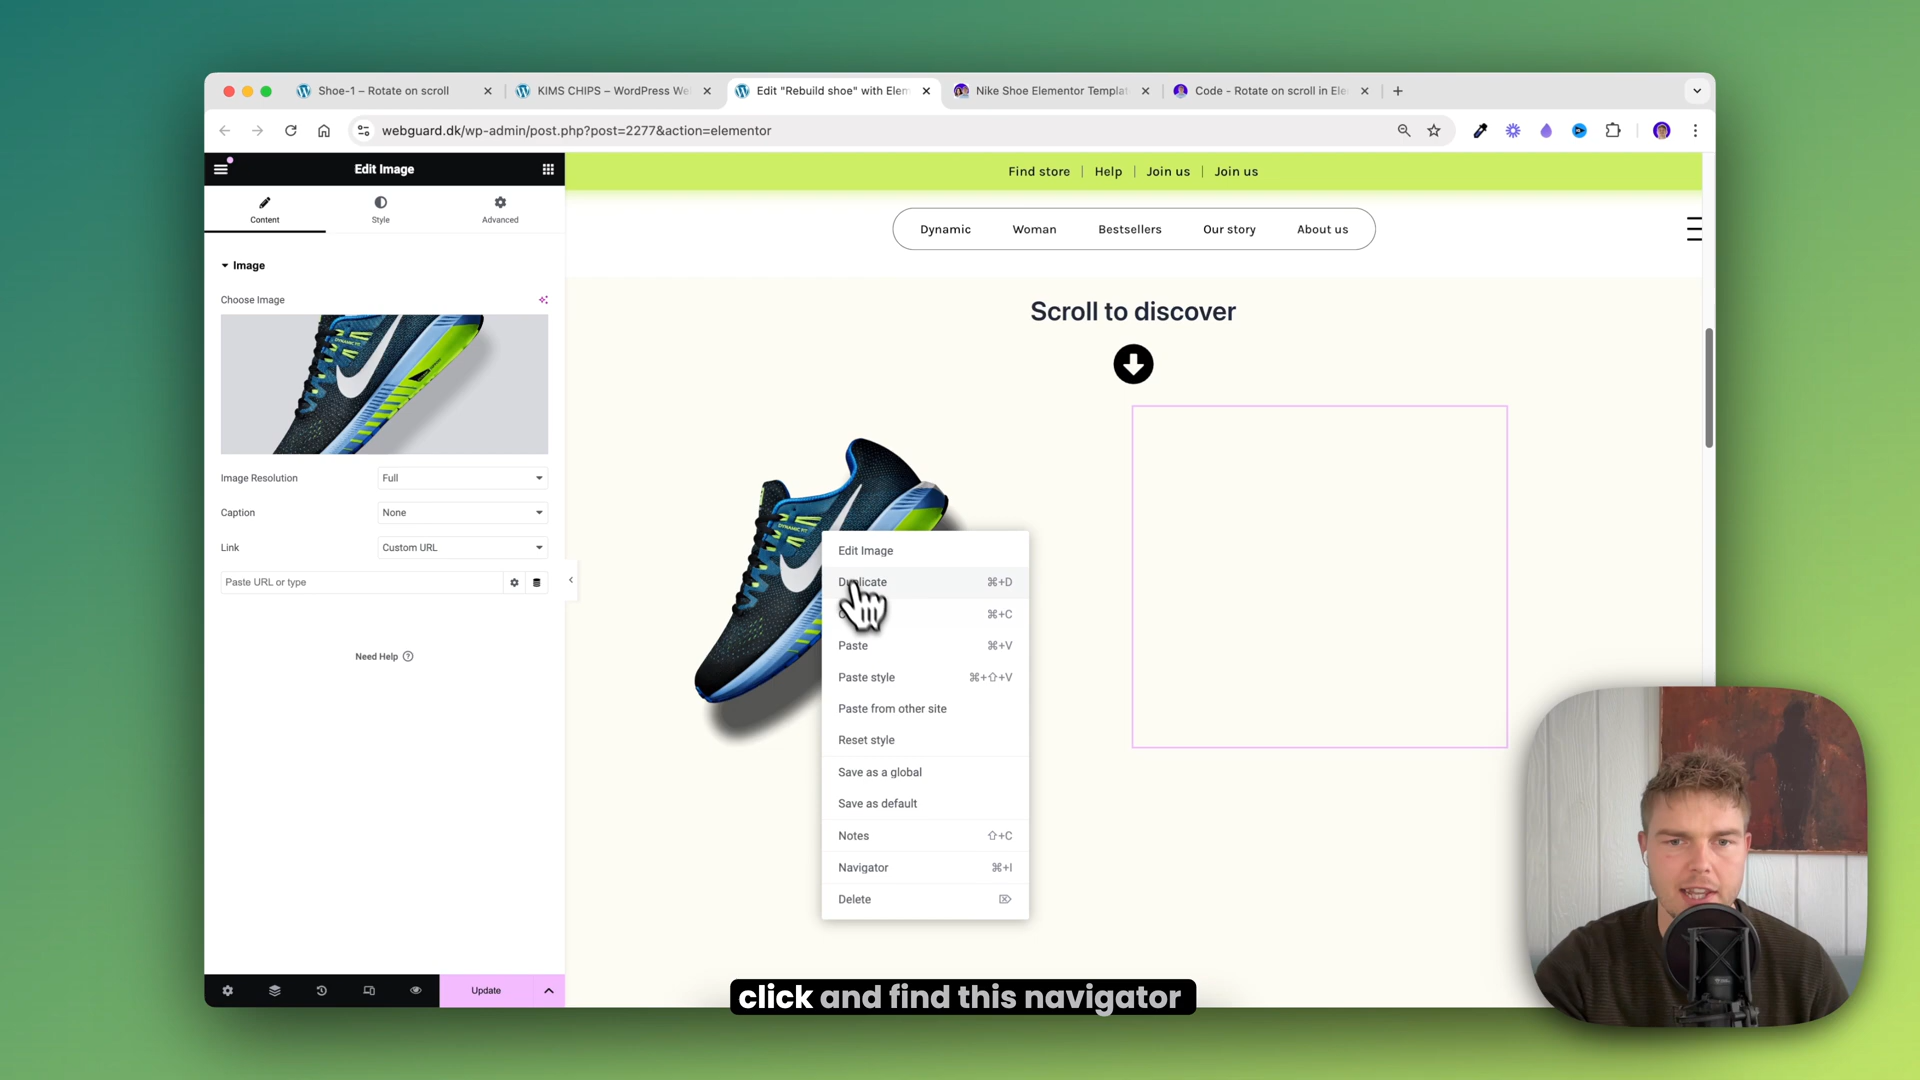 Shoe-1 – Rotate on scroll
KIMS CHIPS – WordPress We
Edit "Rebuild shoe" with Elem
Nike Shoe Elementor Templat
Code - Rotate on scroll in Ele
webguard.dk/wp-admin/post.php?post=2277&action=elementor
Edit Image
Content
Style
Advanced
Image
Choose Image
Image Resolution
Full
Caption
None
Link
Custom URL
Paste URL or type
Need Help
Update
Find store | Help | Join us | Join us
Dynamic
Woman
Bestsellers
Our story
About us
Scroll to discover
DYNAMIC FIT
Edit Image
Duplicate ⌘+D
⌘+C
Paste ⌘+V
Paste style ⌘+⇧+V
Paste from other site
Reset style
Save as a global
Save as default
Notes ⇧+C
Navigator ⌘+I
Delete
click and find this navigator